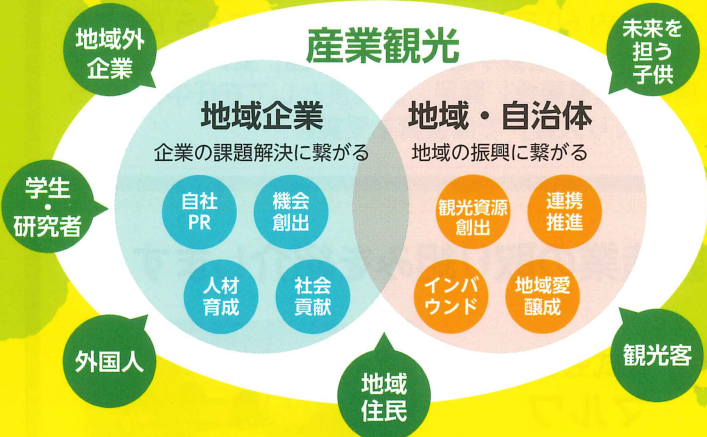 産業観光
地域外
企業
未来を
担う
子供
学生
・
研究者
外国人
地域
住民
観光客
地域企業
企業の課題解決に繋がる
自社
PR
機会
創出
人材
育成
社会
貢献
地域・自治体
地域の振興に繋がる
観光資源
創出
連携
推進
インバ
ウンド
地域愛
醸成